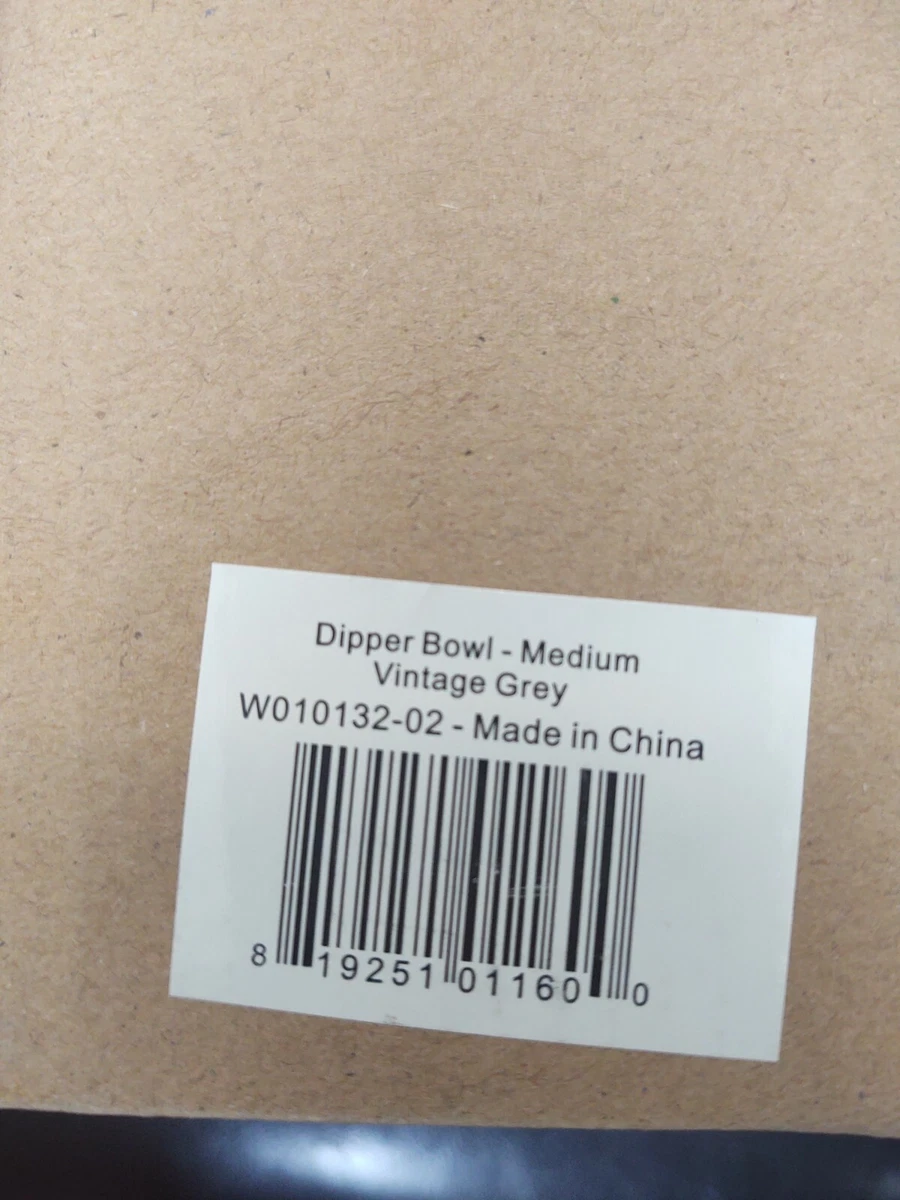 Dipper Bowl - Medium
Vintage Grey
W010132-02 - Made in China
8 19251 01160 0